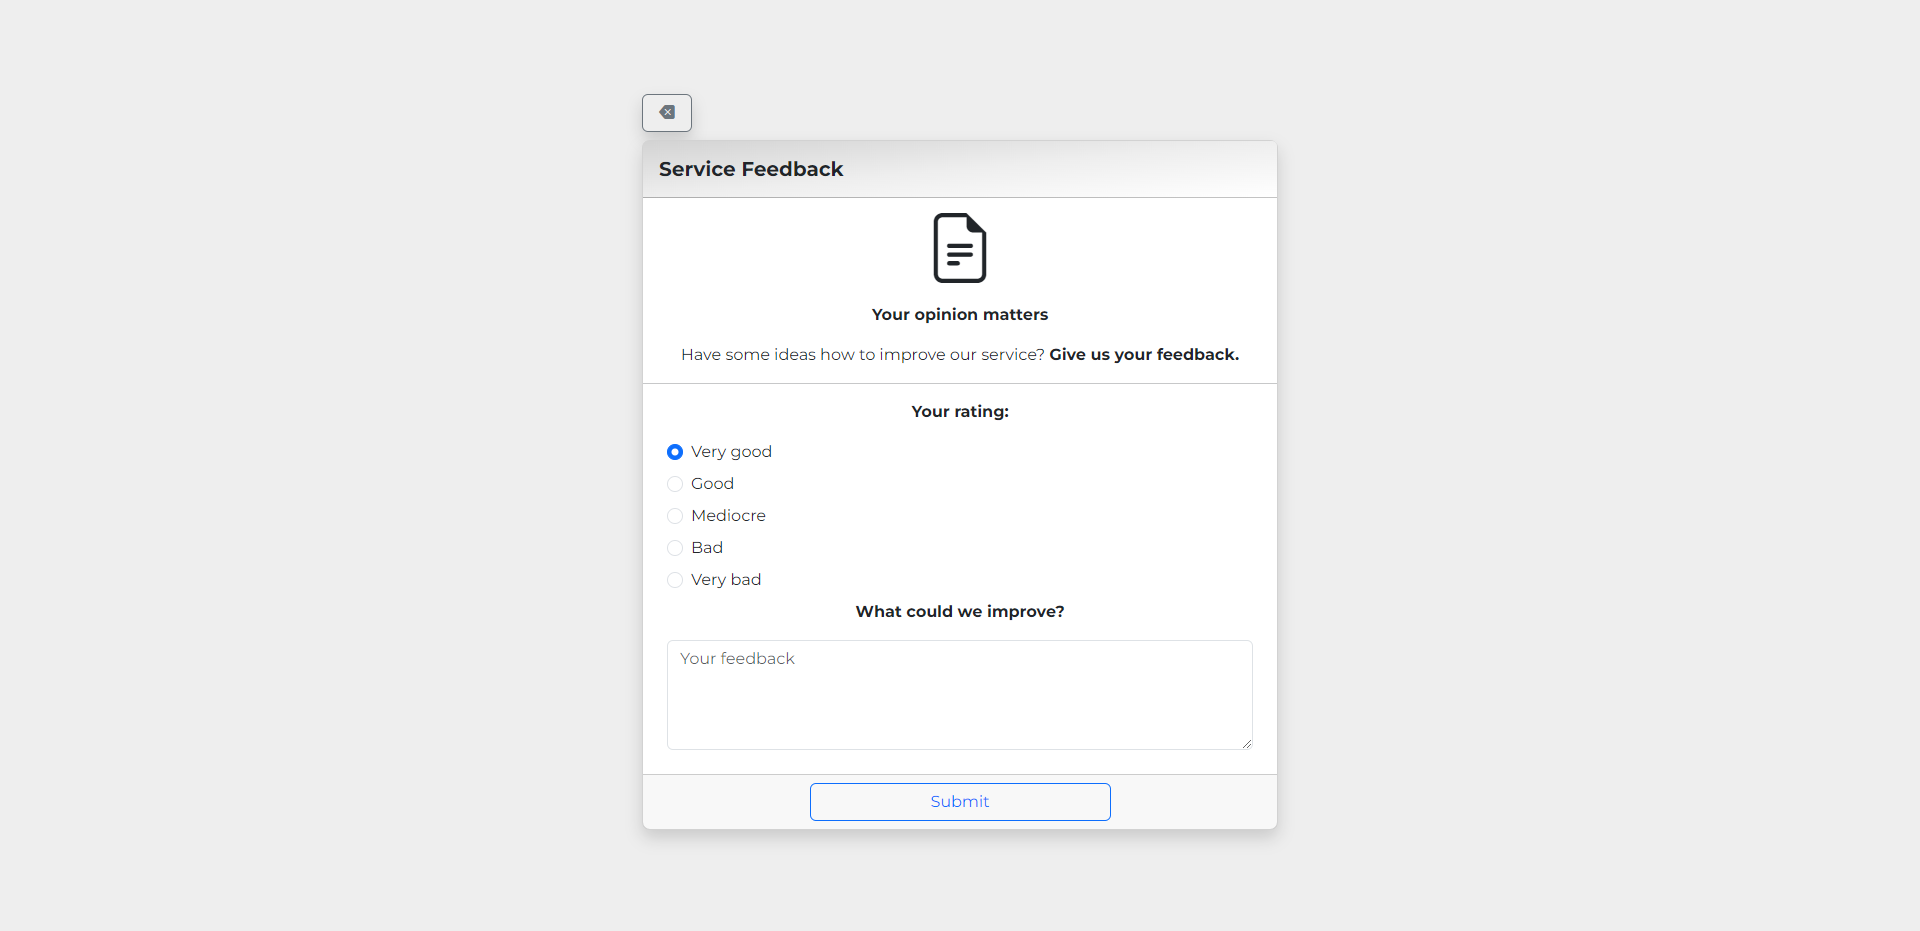 Service Feedback
Your opinion matters
Have some ideas how to improve our service? Give us your feedback.
Your rating:
Very good
Good
Mediocre
Bad
Very bad
What could we improve?
Your feedback
Submit